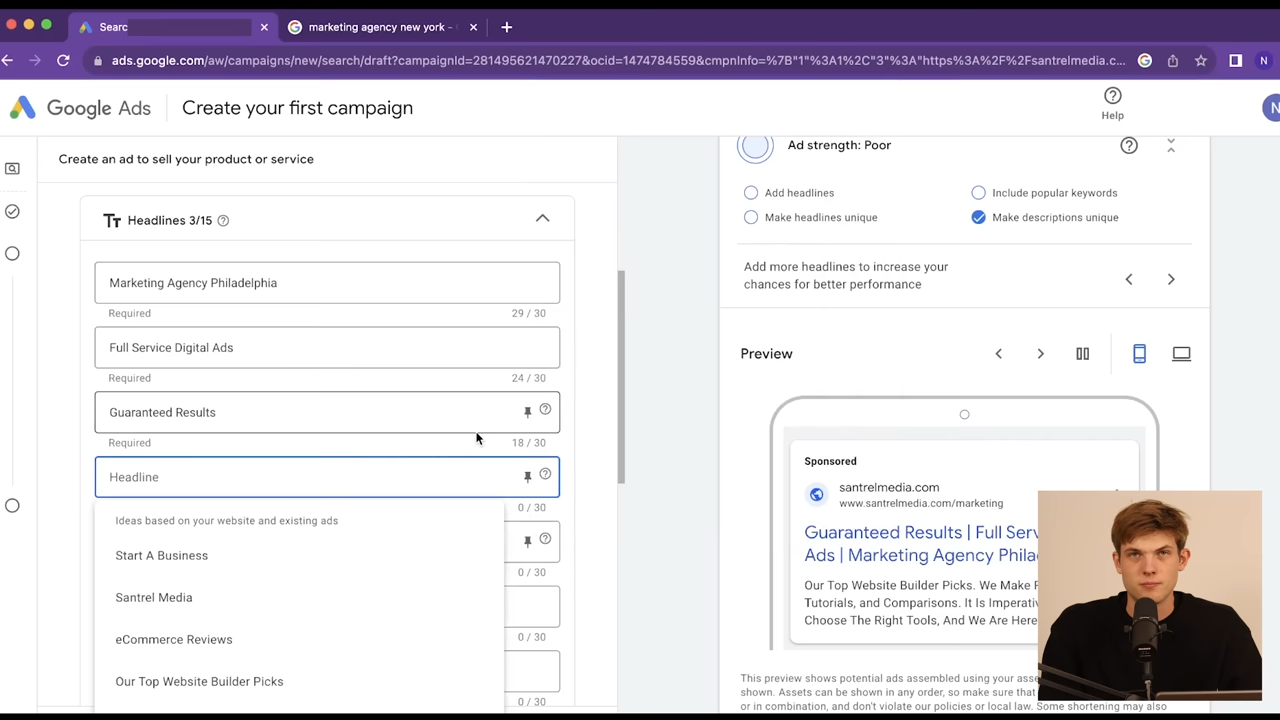 Searc
marketing agency new york -
ads.google.com/aw/campaigns/new/search/draft?campaignId=281495621470227&ocid=1474784559&cmpnInfo=%7B"1"%3A1%2C"3"%3A"https%3A%2F%2Fsantrelmedia.c...
N
Google Ads
Create your first campaign
Help
N
Create an ad to sell your product or service
Ad strength: Poor
Add headlines
Include popular keywords
Make headlines unique
Make descriptions unique
Tt Headlines 3/15
Add more headlines to increase your
chances for better performance
Marketing Agency Philadelphia
Required 29 / 30
Full Service Digital Ads
Required 24 / 30
Guaranteed Results
Required 18 / 30
Headline
0 / 30
Ideas based on your website and existing ads
Start A Business
0 / 30
Santrel Media
0 / 30
eCommerce Reviews
Our Top Website Builder Picks
0 / 30
Preview
Sponsored
santrelmedia.com
www.santrelmedia.com/marketing
Guaranteed Results | Full Serv
Ads | Marketing Agency Phila
Our Top Website Builder Picks. We Make
Tutorials, and Comparisons. It Is Imperati
Choose The Right Tools, And We Are Here
This preview shows potential ads assembled using your asse
shown. Assets can be shown in any order, so make sure that
or in combination, and don't violate our policies or local law. Some shortening may also